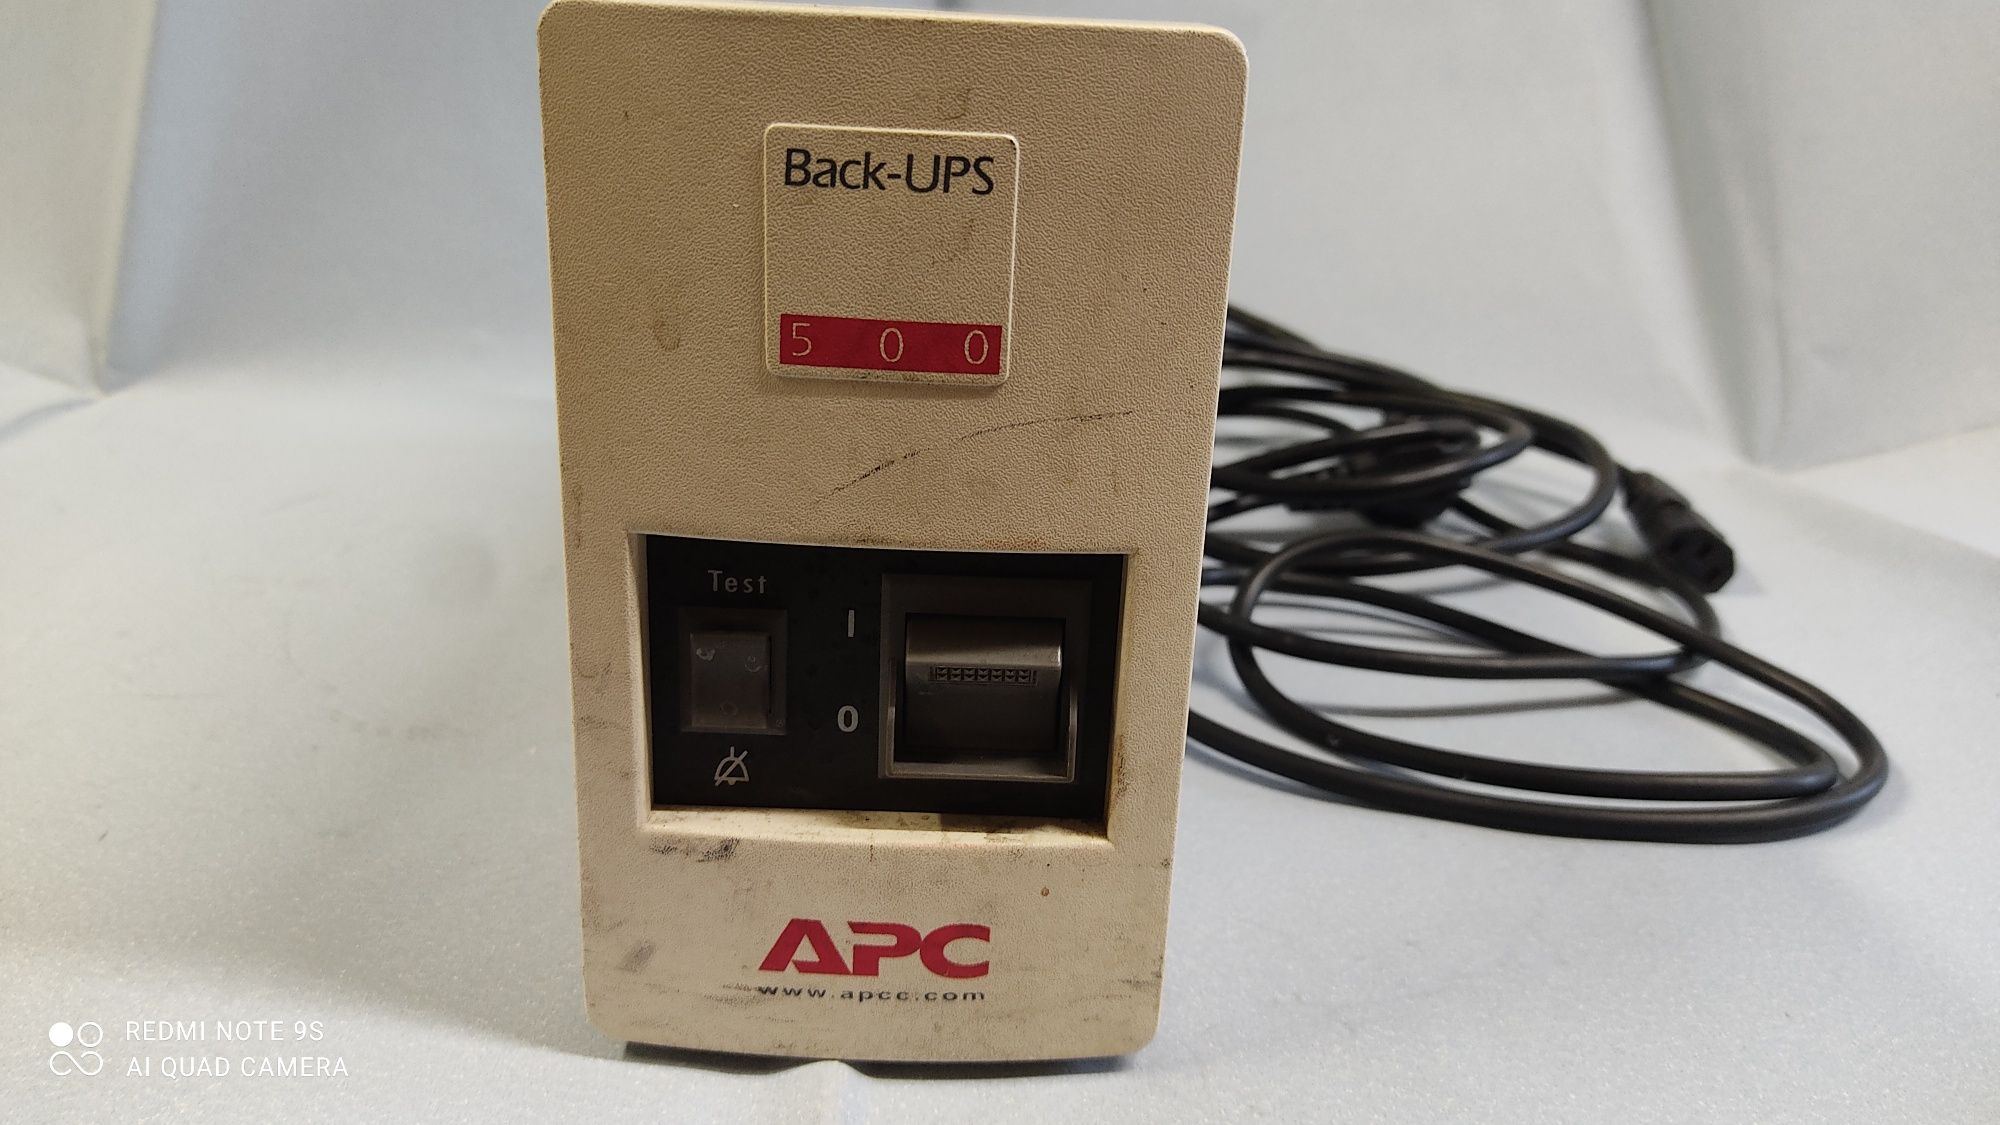 Back-UPS
5 0 0
Test
I
0
APC
www.apcc.com
REDMI NOTE 9S
AI QUAD CAMERA